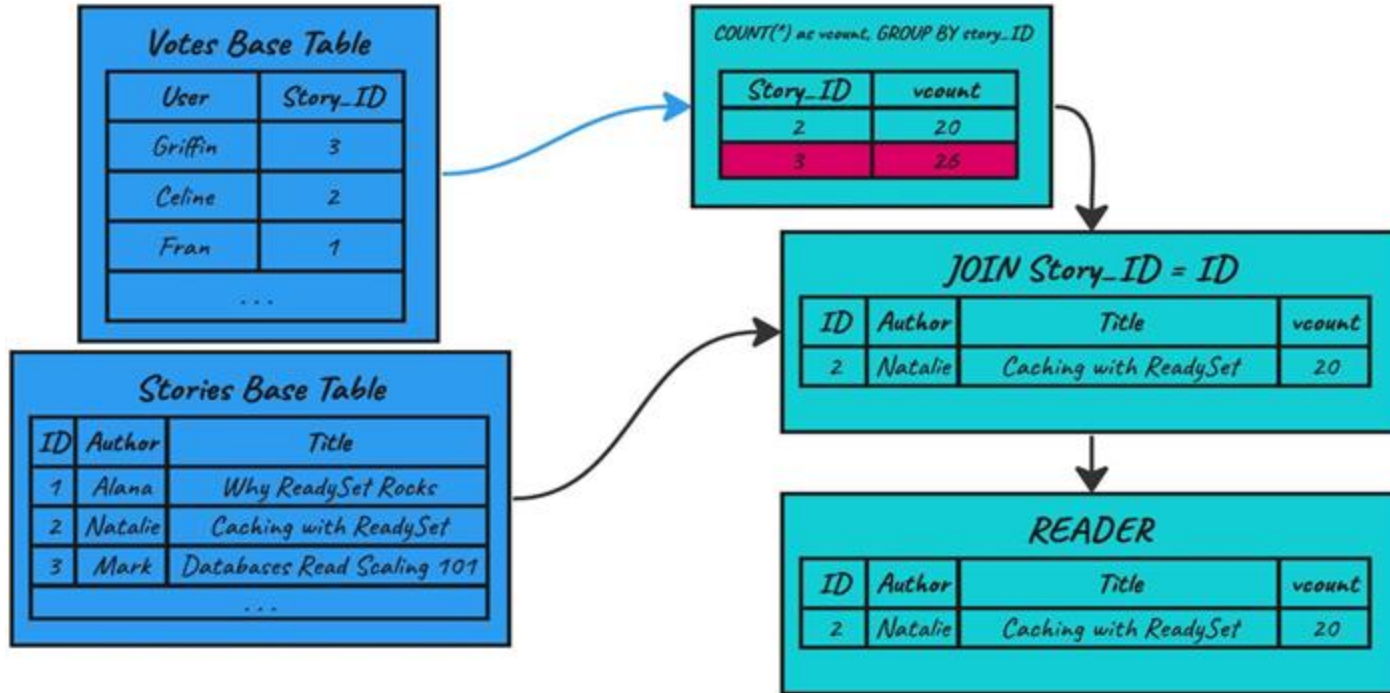 Votes Base Table
User Story_ID
Griffin 3
Celine 2
Fran 1
...
Stories Base Table
ID Author Title
1 Alana Why ReadySet Rocks
2 Natalie Caching with ReadySet
3 Mark Databases Read Scaling 101
...
COUNT(*) as vcount, GROUP BY story_ID
Story_ID vcount
2 20
3 26
JOIN Story_ID = ID
ID Author Title vcount
2 Natalie Caching with ReadySet 20
READER
ID Author Title vcount
2 Natalie Caching with ReadySet 20